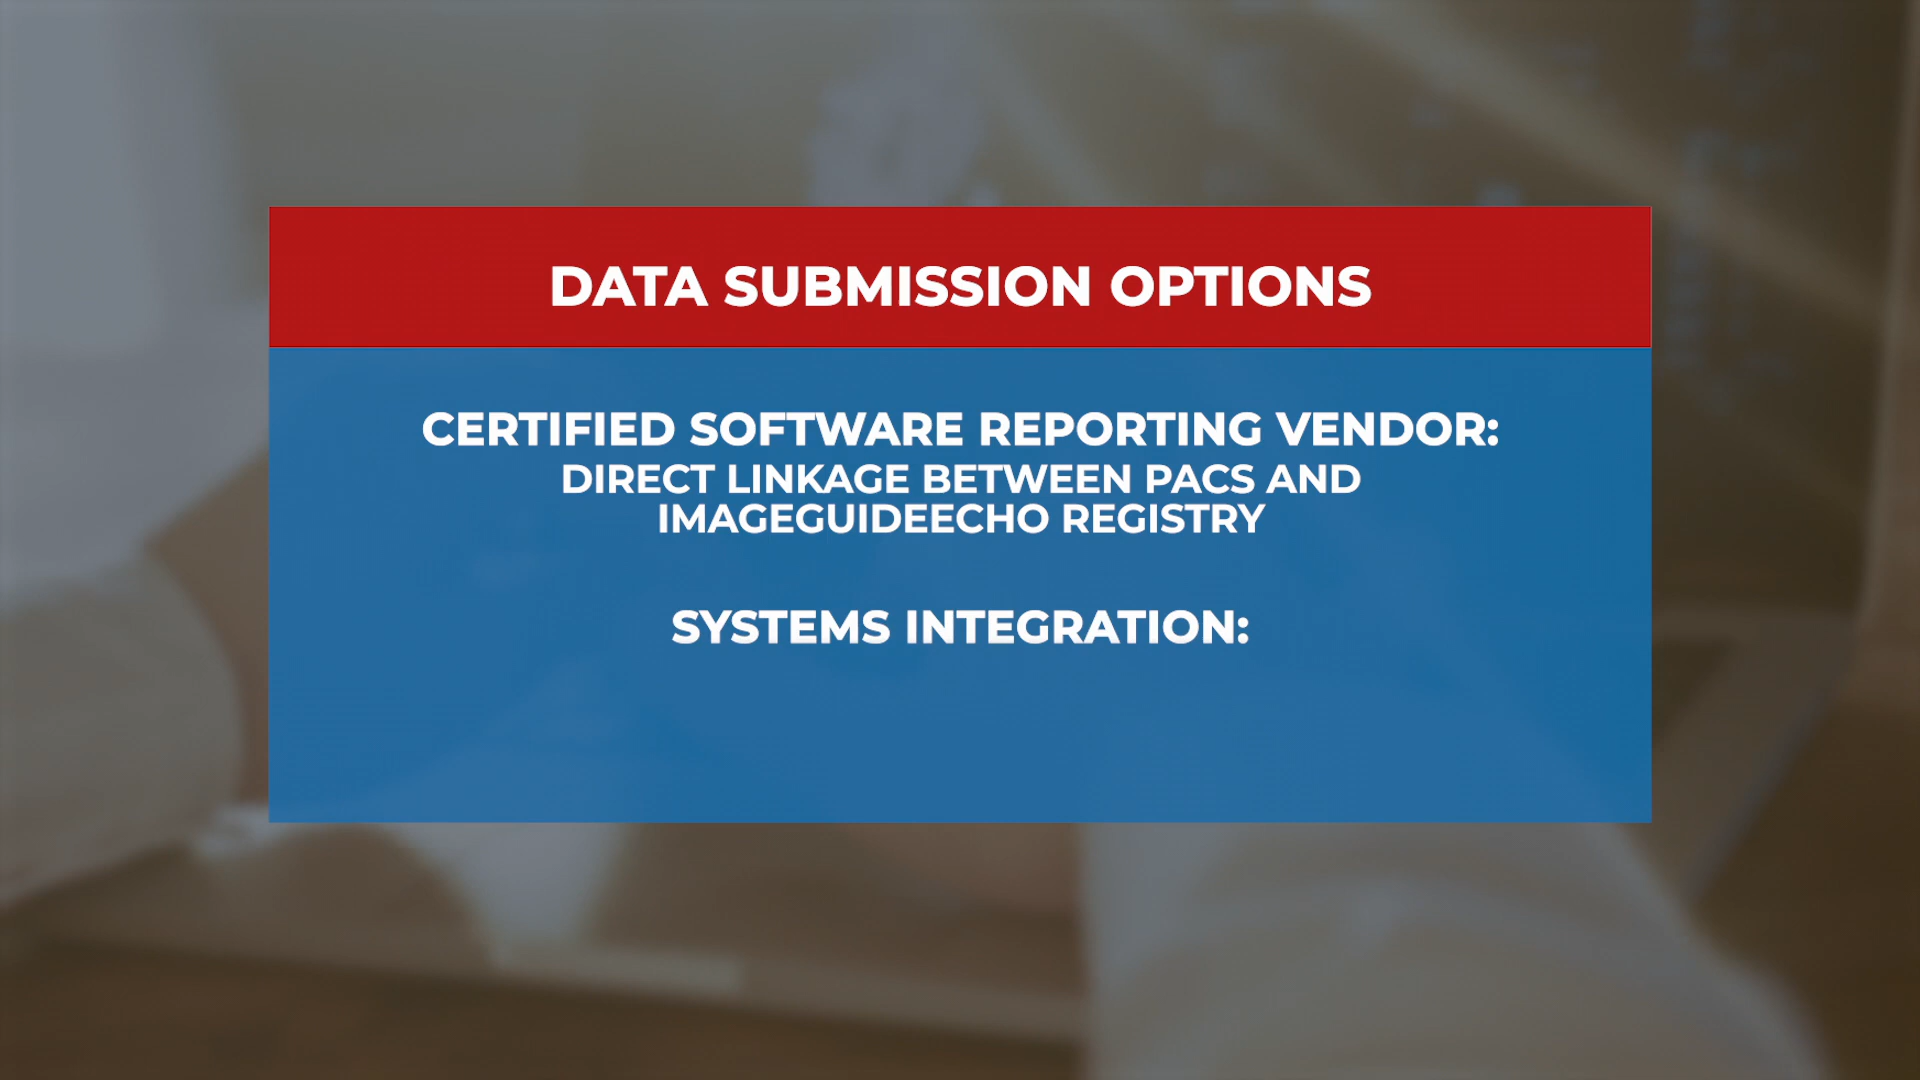 DATA SUBMISSION OPTIONS
CERTIFIED SOFTWARE REPORTING VENDOR:
DIRECT LINKAGE BETWEEN PACS AND
IMAGEGUIDEECHO REGISTRY
SYSTEMS INTEGRATION: